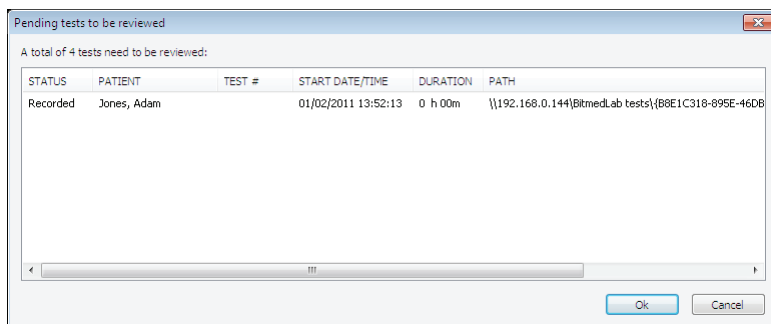 Pending tests to be reviewed
A total of 4 tests need to be reviewed:
STATUS PATIENT TEST # START DATE/TIME DURATION PATH
Recorded Jones, Adam 01/02/2011 13:52:13 0 h 00m \\192.168.0.144\BitmedLab tests\{B8E1C318-895E-46DB
Ok Cancel